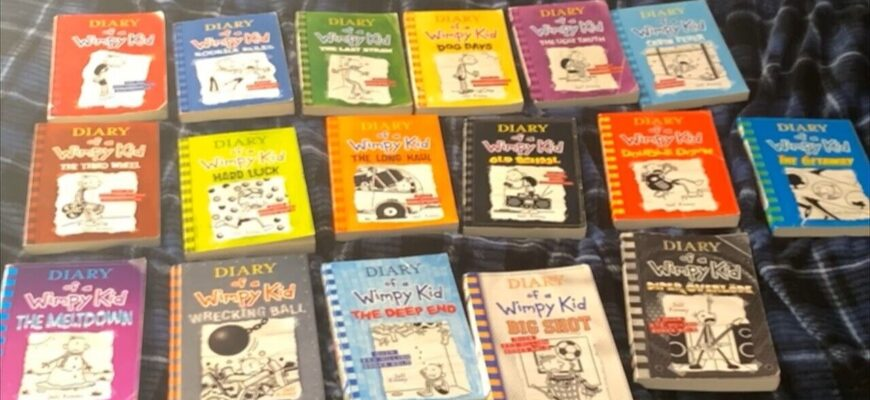 DIARY
of a
Wimpy Kid
DIARY
of a
Wimpy Kid
RODRICK RULES
DIARY
of a
Wimpy Kid
THE LAST STRAW
DIARY
of a
Wimpy Kid
DOG DAYS
DIARY
of a
Wimpy Kid
THE UGLY TRUTH
DIARY
of a
Wimpy Kid
CABIN FEVER
DIARY
of a
Wimpy Kid
THE THIRD WHEEL
DIARY
of a
Wimpy Kid
HARD LUCK
DIARY
of a
Wimpy Kid
THE LONG HAUL
DIARY
of a
Wimpy Kid
OLD SCHOOL
DIARY
of a
Wimpy Kid
DOUBLE DOWN
DIARY
of a
Wimpy Kid
THE GETAWAY
DIARY
of a
Wimpy Kid
THE MELTDOWN
DIARY
of a
Wimpy Kid
WRECKING BALL
DIARY
of a
Wimpy Kid
THE DEEP END
Jeff Kinney
DIARY
of a
Wimpy Kid
BIG SHOT
DIARY
of a
Wimpy Kid
DIPER ÖVERLÖDE
Jeff Kinney